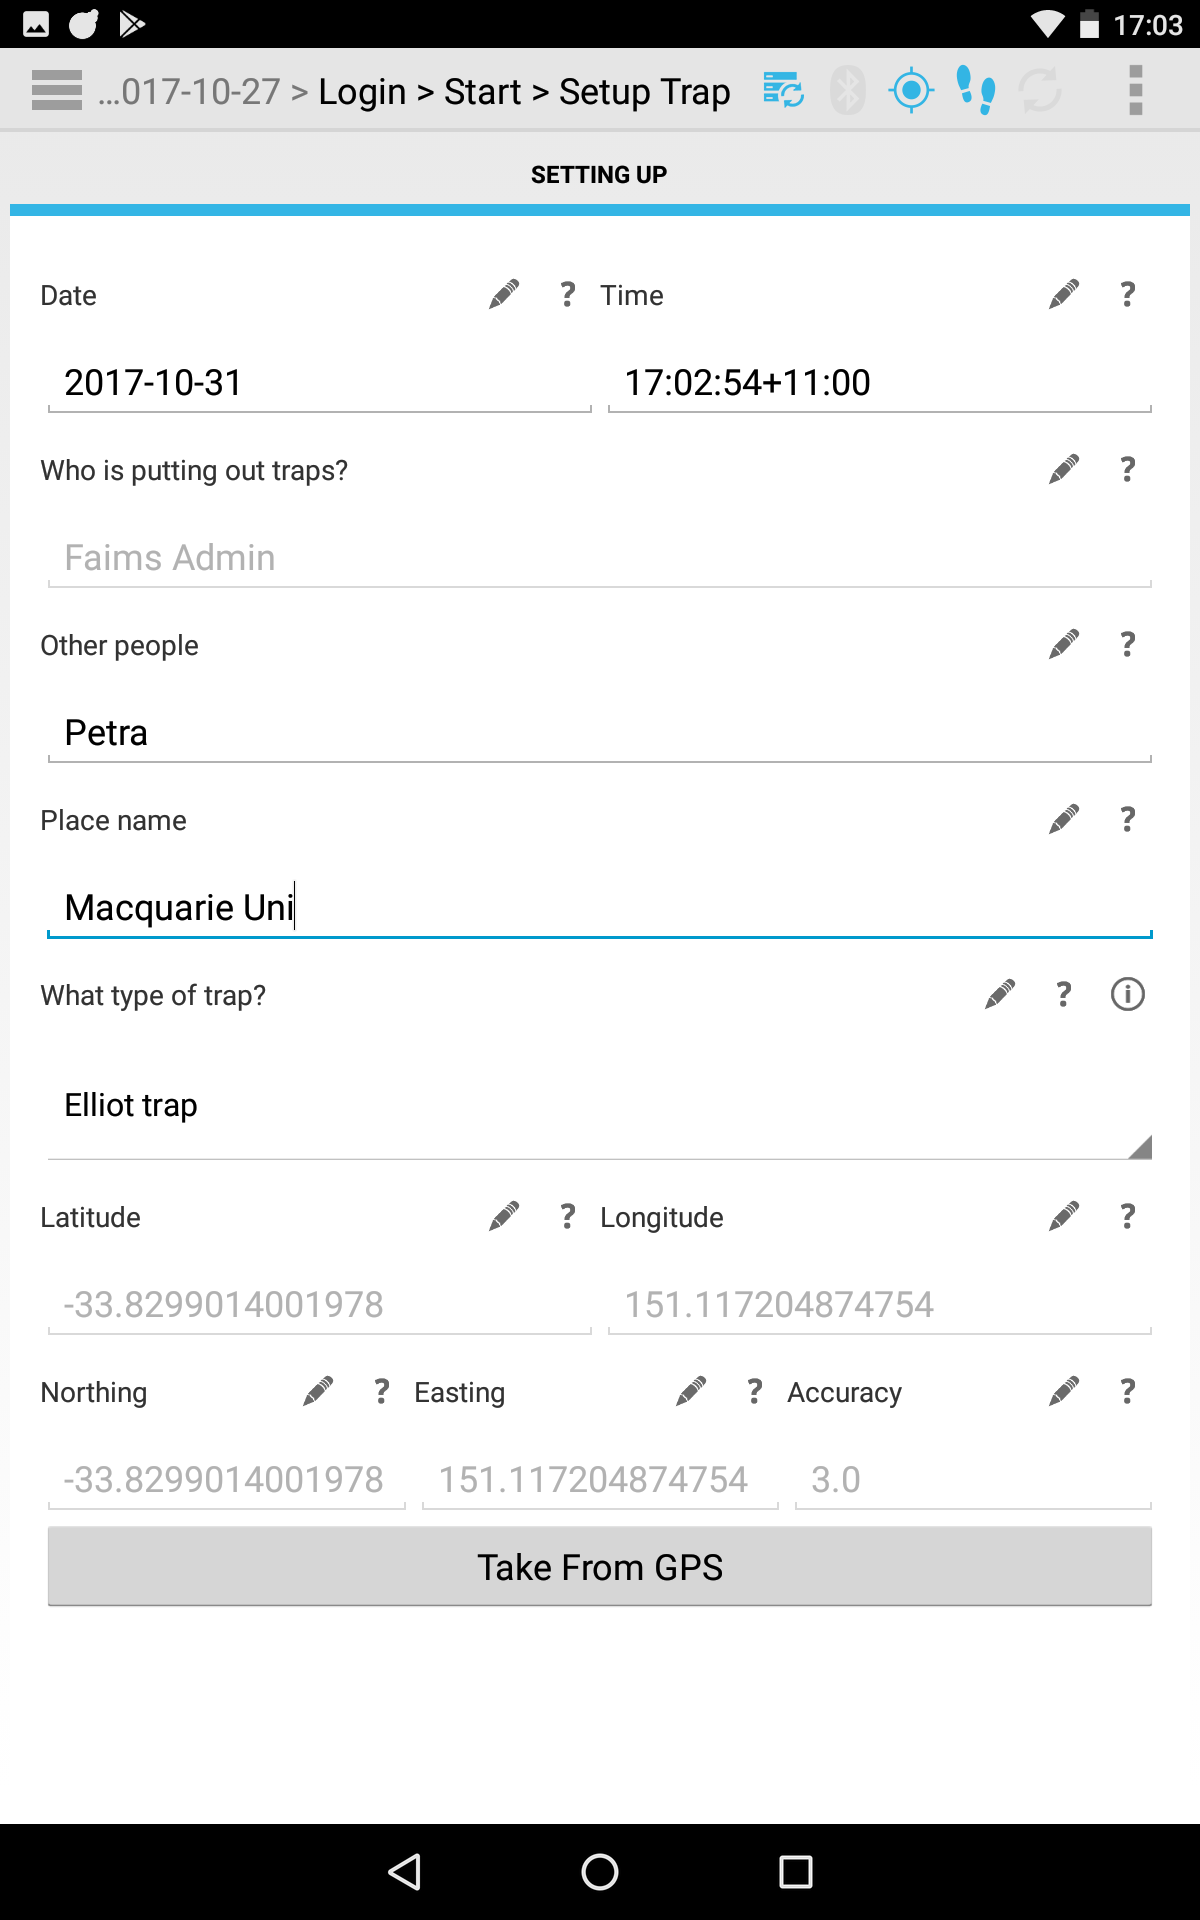 17:03
...017-10-27 > Login > Start > Setup Trap
SETTING UP
Date ? Time ?
2017-10-31 17:02:54+11:00
Who is putting out traps? ?
Faims Admin
Other people ?
Petra
Place name ?
Macquarie Uni
What type of trap? ? i
Elliot trap
Latitude ? Longitude ?
-33.8299014001978 151.117204874754
Northing ? Easting ? Accuracy ?
-33.8299014001978 151.117204874754 3.0
Take From GPS